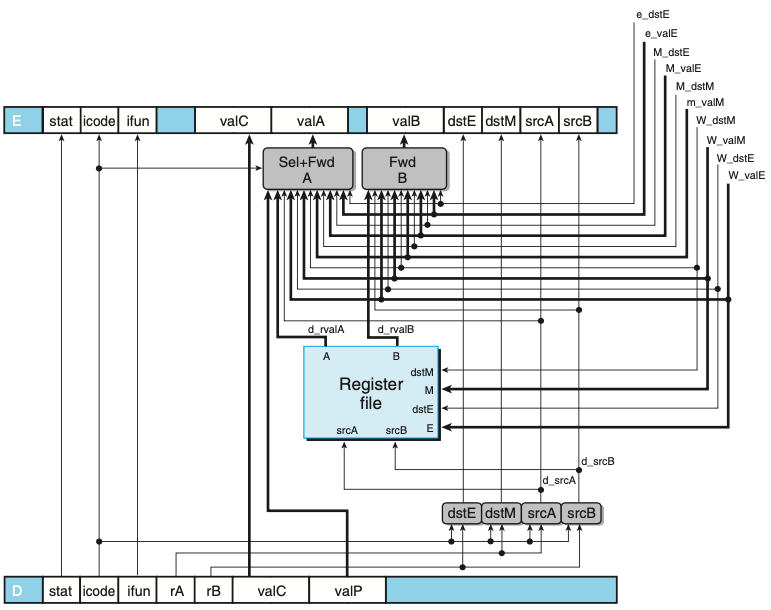 e_dstE
e_valE
M_dstE
M_valE
M_dstM
m_valM
W_dstM
W_valM
W_dstE
W_valE
E stat icode ifun valC valA valB dstE dstM srcA srcB
Sel+Fwd
A
Fwd
B
d_rvalA d_rvalB
A B
dstM
Register
file
M
dstE
srcA srcB E
d_srcB
d_srcA
dstE dstM srcA srcB
D stat icode ifun rA rB valC valP